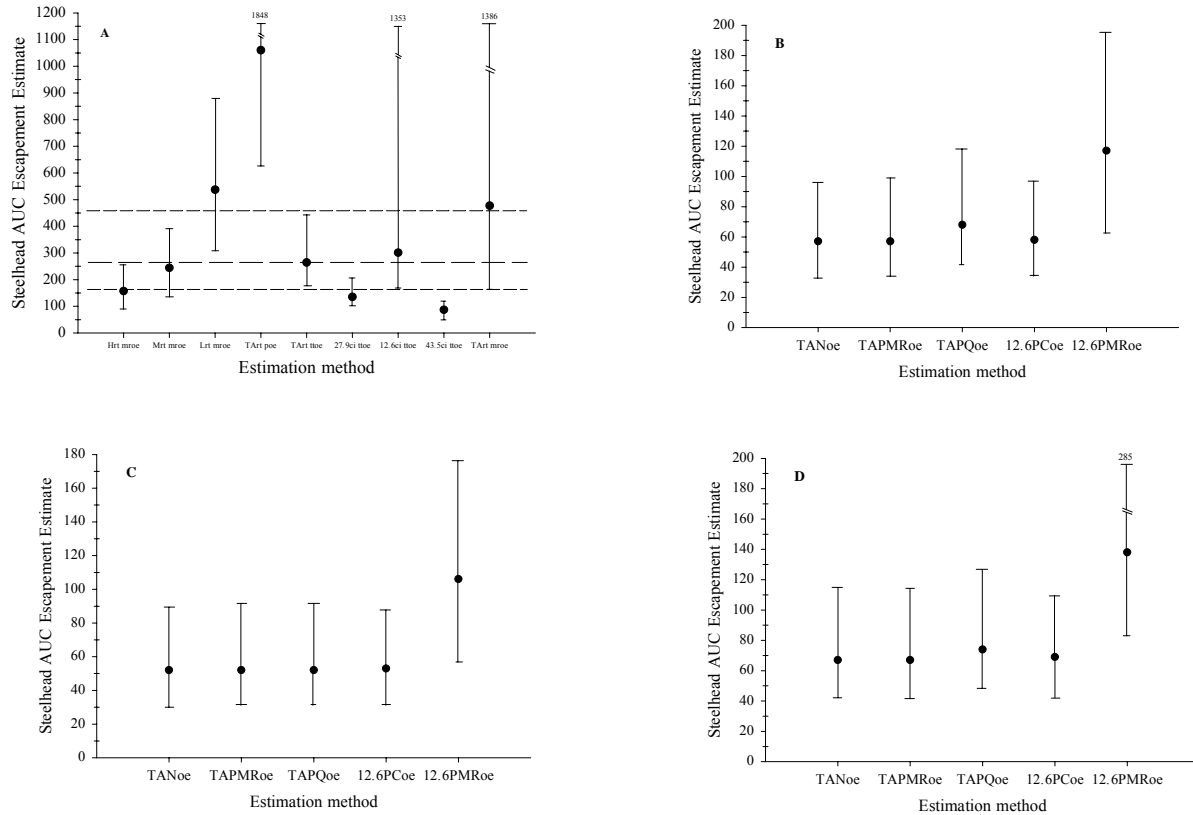 A
Steelhead AUC Escapement Estimate
1200
1100
1000
900
800
700
600
500
400
300
200
100
0
1848
1353
1386
Hrt mroe
Mrt mroe
Lrt mroe
TArt poe
TArt ttoe
27.9ci ttoe
12.6ci ttoe
43.5ci ttoe
TArt mroe
Estimation method
B
Steelhead AUC Escapement Estimate
200
180
160
140
120
100
80
60
40
20
0
TANoe
TAPMRoe
TAPQoe
12.6PCoe
12.6PMRoe
Estimation method
C
Steelhead AUC Escapement Estimate
180
160
140
120
100
80
60
40
20
0
TANoe
TAPMRoe
TAPQoe
12.6PCoe
12.6PMRoe
Estimation method
D
Steelhead AUC Escapement Estimate
200
180
160
140
120
100
80
60
40
20
0
285
TANoe
TAPMRoe
TAPQoe
12.6PCoe
12.6PMRoe
Estimation method